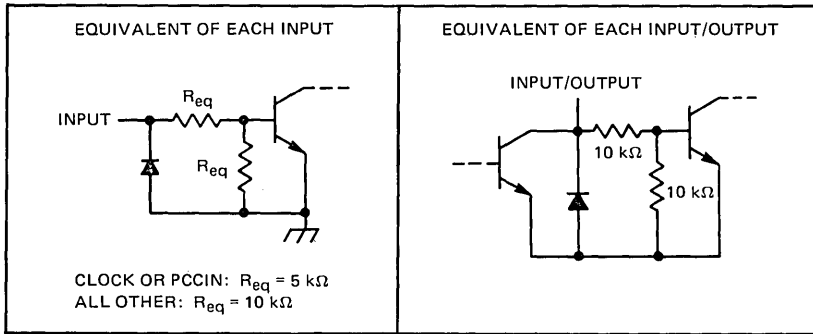 EQUIVALENT OF EACH INPUT
INPUT
Req
Req
CLOCK OR PCCIN: Req = 5 kΩ
ALL OTHER: Req = 10 kΩ
EQUIVALENT OF EACH INPUT/OUTPUT
INPUT/OUTPUT
10 kΩ
10 kΩ